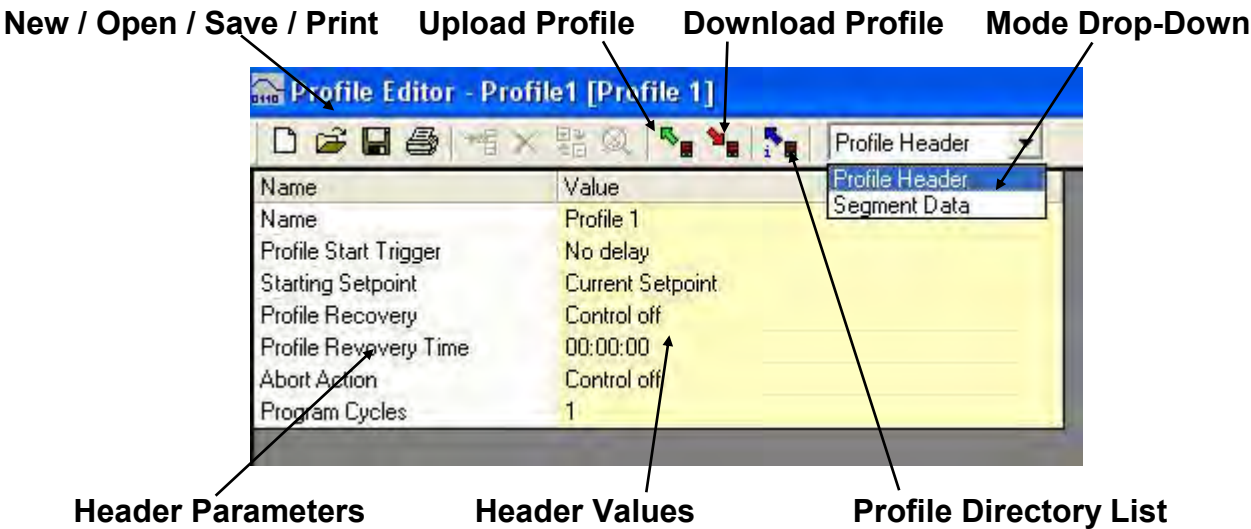 New / Open / Save / Print Upload Profile Download Profile Mode Drop-Down
Profile Editor - Profile1 [Profile 1]
Profile Header
Profile Header
Segment Data
Name Value
Name Profile 1
Profile Start Trigger No delay
Starting Setpoint Current Setpoint
Profile Recovery Control off
Profile Revovery Time 00:00:00
Abort Action Control off
Program Cycles 1
Header Parameters Header Values Profile Directory List